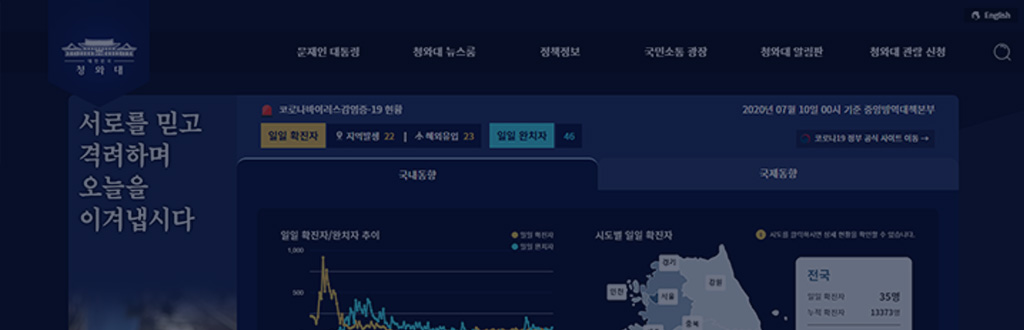 English
대한민국
청와대
문재인 대통령
청와대 뉴스룸
정책정보
국민소통 광장
청와대 알림판
청와대 관람 신청
서로를 믿고
격려하며
오늘을
이겨냅시다
코로나바이러스감염증-19 현황
2020년 07월 10일 00시 기준 중앙방역대책본부
일일 확진자 지역발생 22 | 해외유입 23 일일 완치자 46
코로나19 정부 공식 사이트 이동 →
국내동향
국제동향
일일 확진자/완치자 추이
일일 확진자
일일 완치자
1,000
500
시도별 일일 확진자
시도를 클릭하시면 상세 현황을 확인할 수 있습니다.
경기
인천
서울
강원
충북
전국
일일 확진자 35명
누적 확진자 13373명